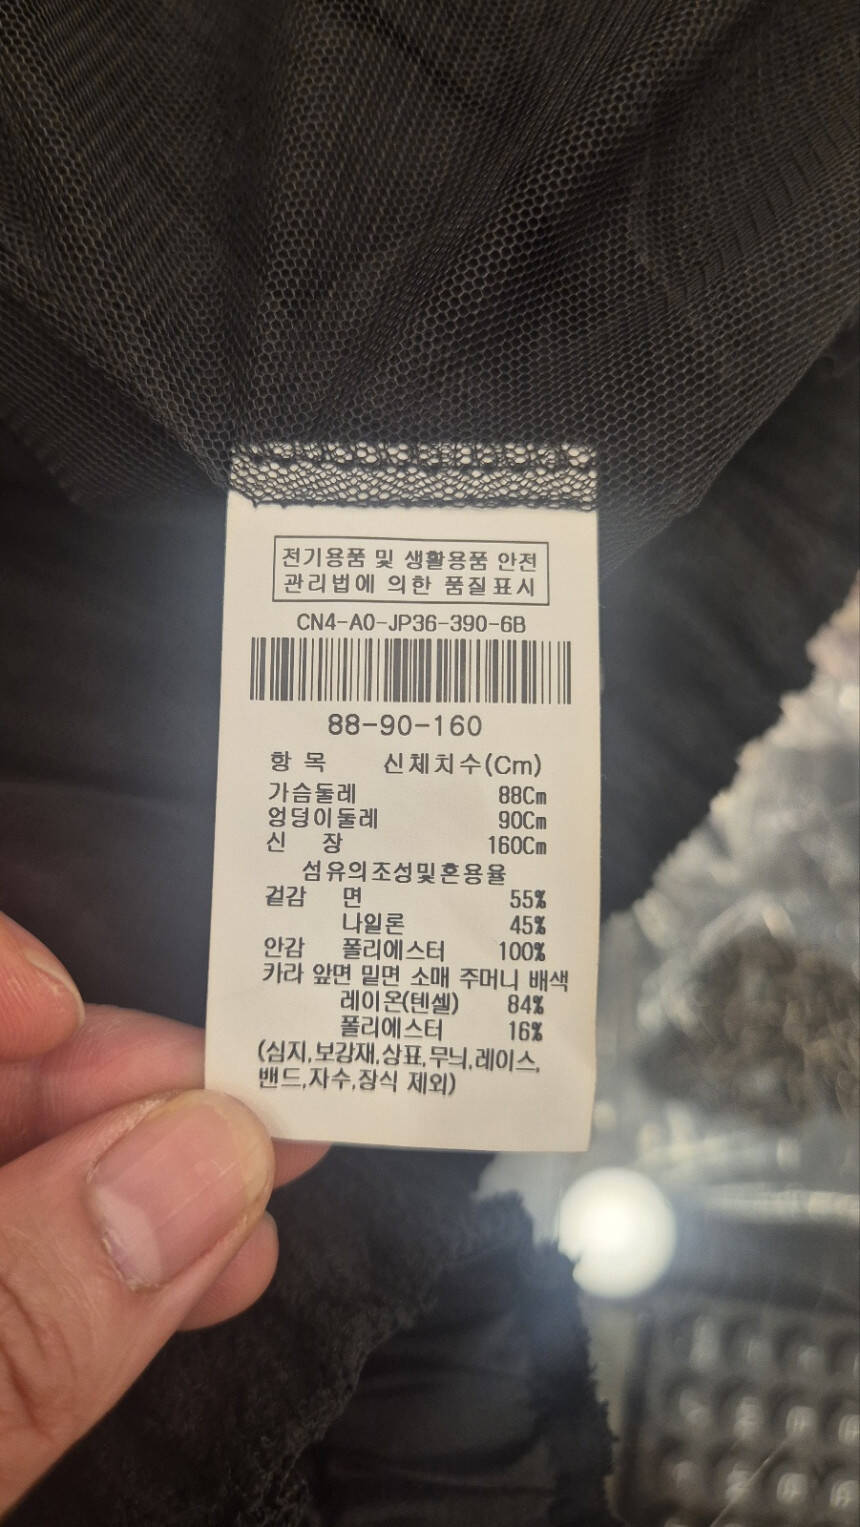 전기용품 및 생활용품 안전
관리법에 의한 품질표시
CN4-A0-JP36-390-6B
88-90-160
항 목 신체치수(Cm)
가슴둘레 88Cm
엉덩이둘레 90Cm
신 장 160Cm
섬유의조성및혼용율
겉감 면 55%
나일론 45%
안감 폴리에스터 100%
카라 앞면 밑면 소매 주머니 배색
레이온(텐셀) 84%
폴리에스터 16%
(심지,보강재,상표,무늬,레이스,
밴드,자수,장식 제외)